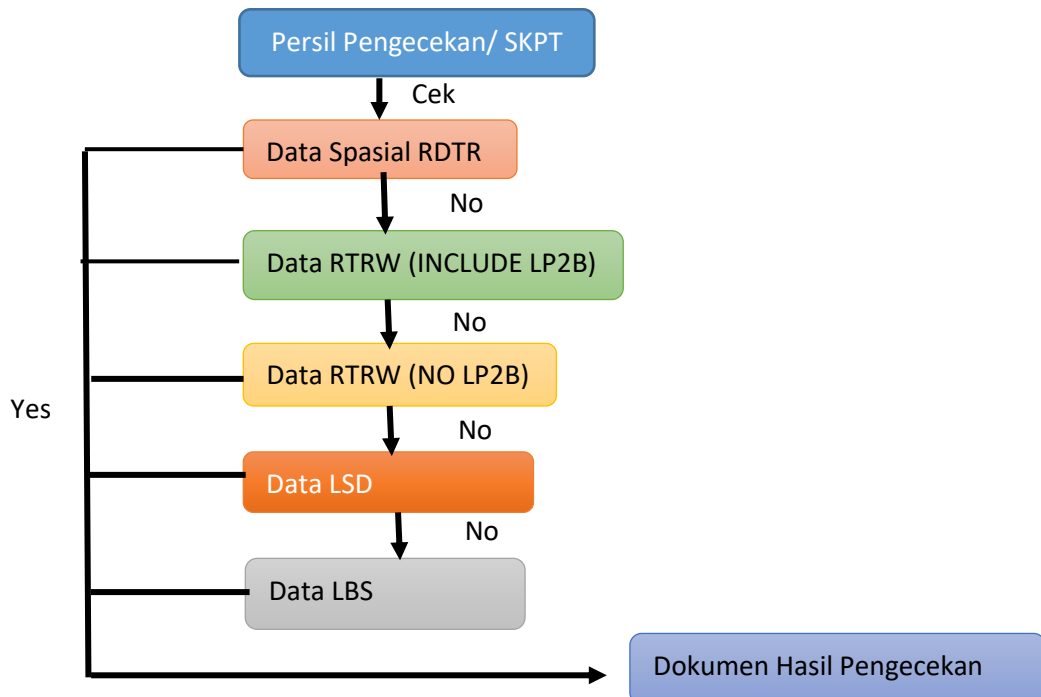 Persil Pengecekan/ SKPT
Cek
Data Spasial RDTR
No
Data RTRW (INCLUDE LP2B)
No
Data RTRW (NO LP2B)
Yes
No
Data LSD
No
Data LBS
Dokumen Hasil Pengecekan